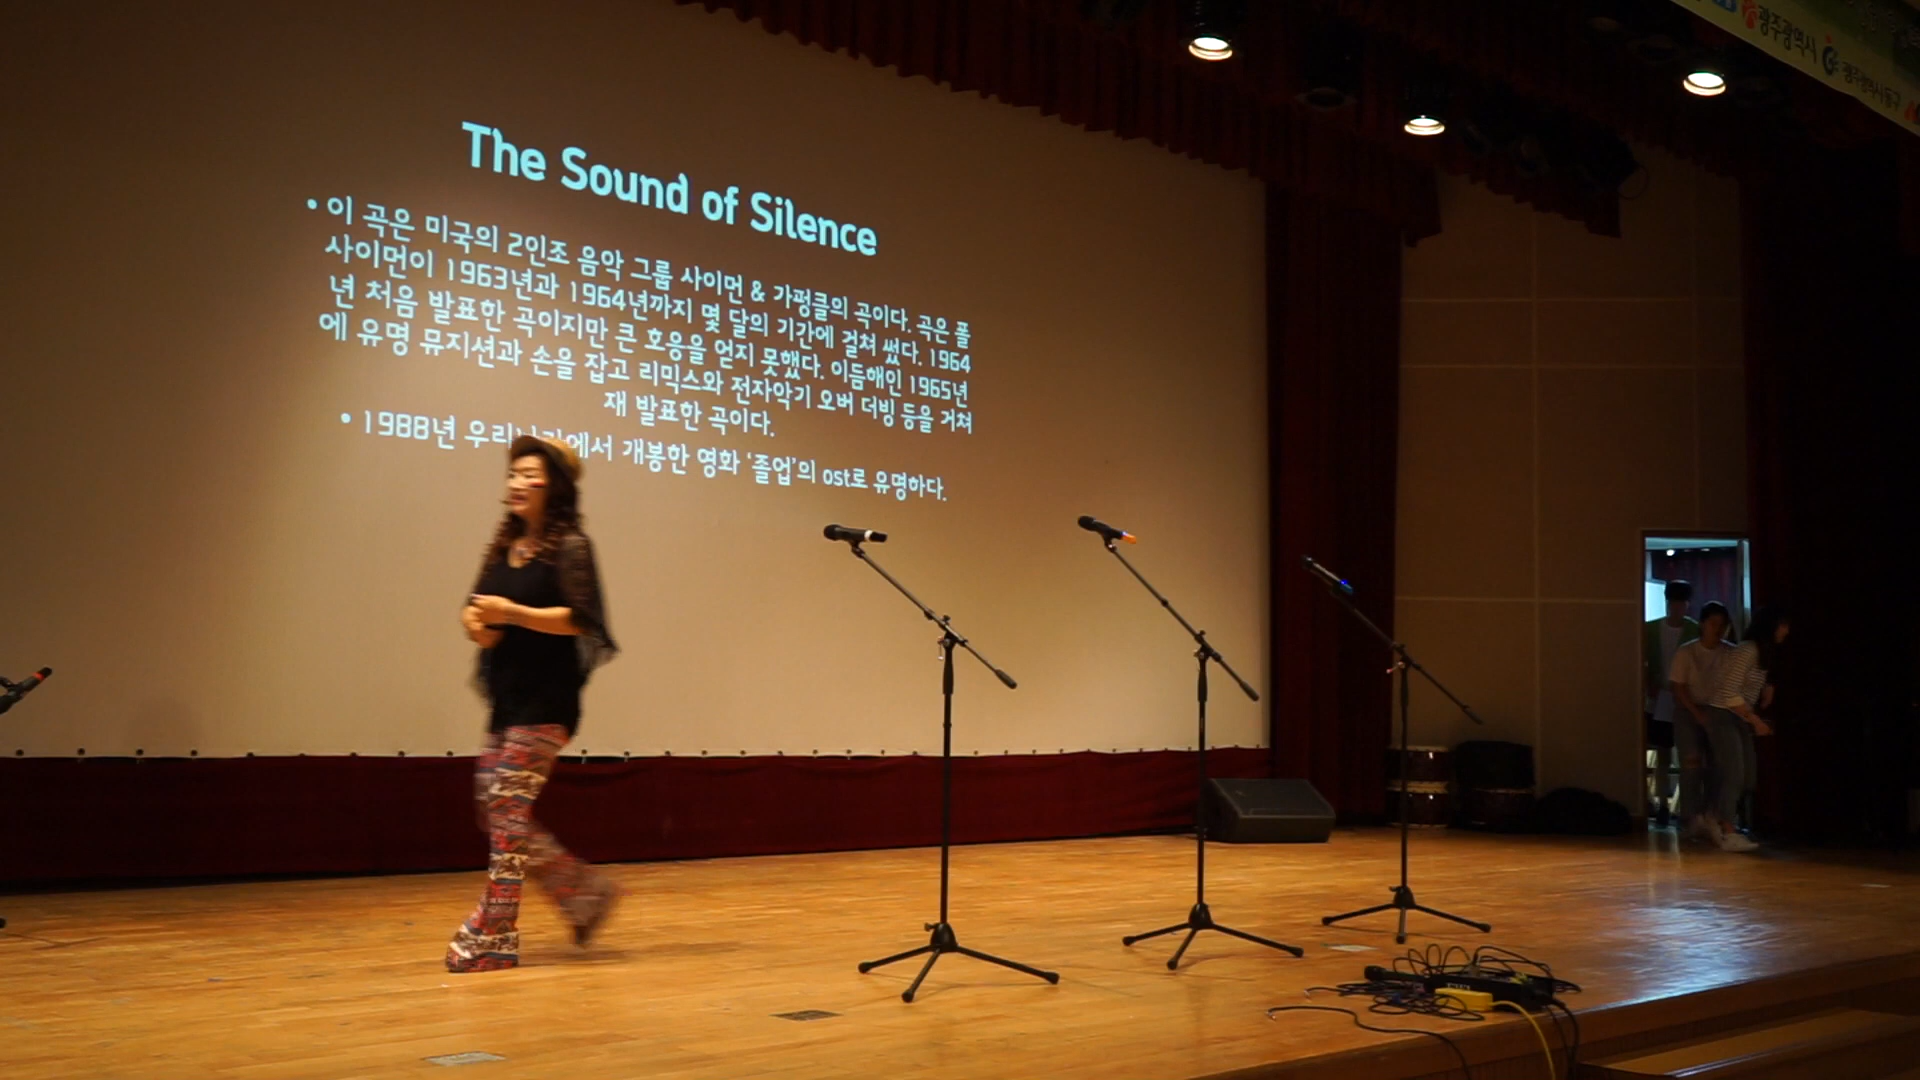 The Sound of Silence
• 이 곡은 미국의 2인조 음악 그룹 사이먼 & 가펑클의 곡이다. 곡은 폴
사이먼이 1963년과 1964년까지 몇 달의 기간에 걸쳐 썼다. 1964
년 처음 발표한 곡이지만 큰 호응을 얻지 못했다. 이듬해인 1965년
에 유명 뮤지션과 손을 잡고 리믹스와 전자악기 오버 더빙 등을 거쳐
재 발표한 곡이다.
• 1988년 에서 개봉한 영화 ‘졸업’의 ost로 유명하다.
광주광역시
광주광역시동구